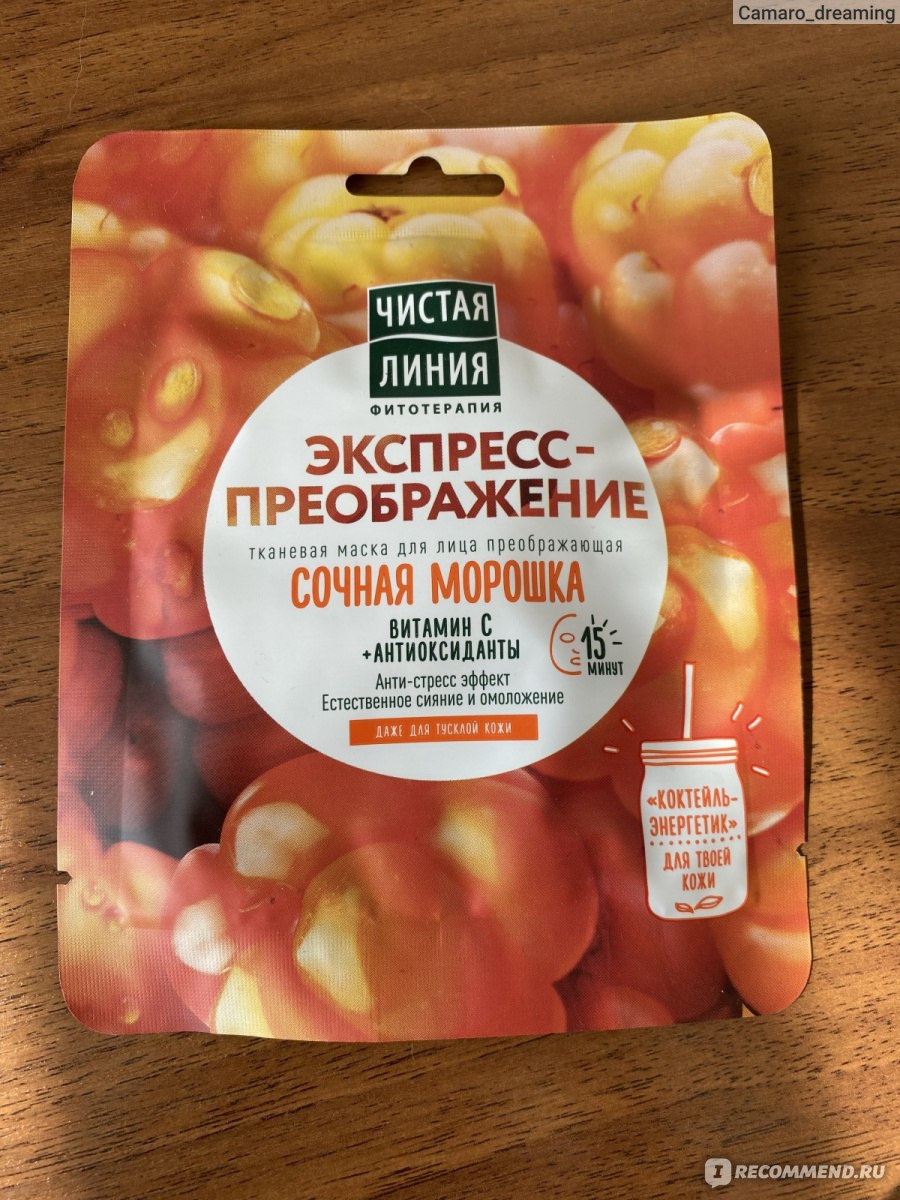 Camaro_dreaming
ЧИСТАЯ
ЛИНИЯ
ФИТОТЕРАПИЯ
ЭКСПРЕСС-
ПРЕОБРАЖЕНИЕ
тканевая маска для лица преображающая
СОЧНАЯ МОРОШКА
ВИТАМИН С
+АНТИОКСИДАНТЫ
15
МИНУТ
Анти-стресс эффект
Естественное сияние и омоложение
ДАЖЕ ДЛЯ ТУСКЛОЙ КОЖИ
«КОКТЕЙЛЬ-
ЭНЕРГЕТИК»
ДЛЯ ТВОЕЙ
КОЖИ
IRECOMMEND.RU